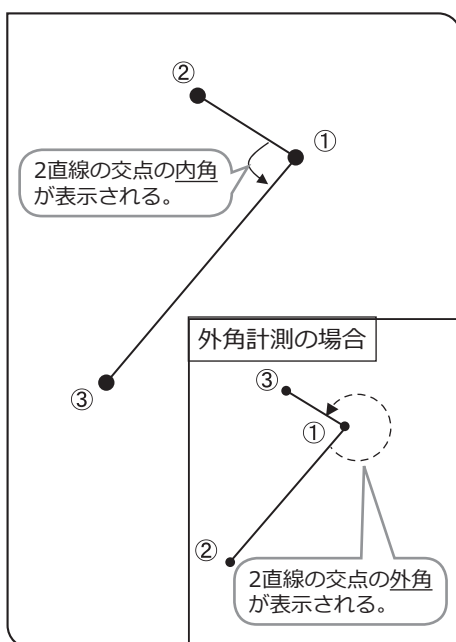 ②
①
2直線の交点の内角
が表示される。
③
外角計測の場合
③
①
②
2直線の交点の外角
が表示される。